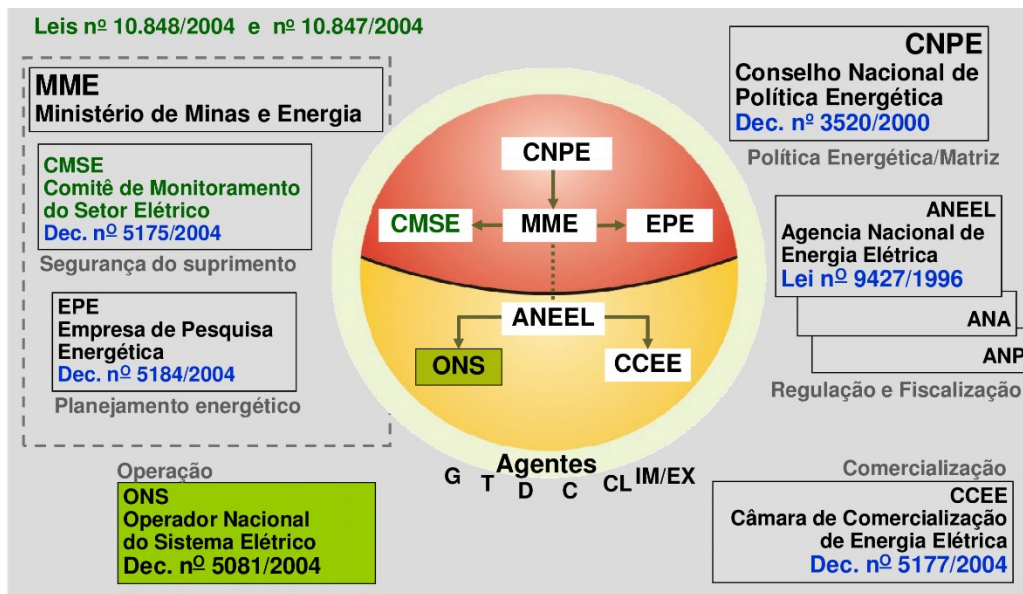 Leis nº 10.848/2004 e nº 10.847/2004
MME
Ministério de Minas e Energia
CMSE
Comitê de Monitoramento
do Setor Elétrico
Dec. nº 5175/2004
Segurança do suprimento
EPE
Empresa de Pesquisa
Energética
Dec. nº 5184/2004
Planejamento energético
Operação
ONS
Operador Nacional
do Sistema Elétrico
Dec. nº 5081/2004
CNPE
CMSE
MME
EPE
ANEEL
ONS
CCEE
Agentes
G T D C CL IM/EX
CNPE
Conselho Nacional de
Política Energética
Dec. nº 3520/2000
Política Energética/Matriz
ANEEL
Agencia Nacional de
Energia Elétrica
Lei nº 9427/1996
ANA
ANP
Regulação e Fiscalização
Comercialização
CCEE
Câmara de Comercialização
de Energia Elétrica
Dec. nº 5177/2004